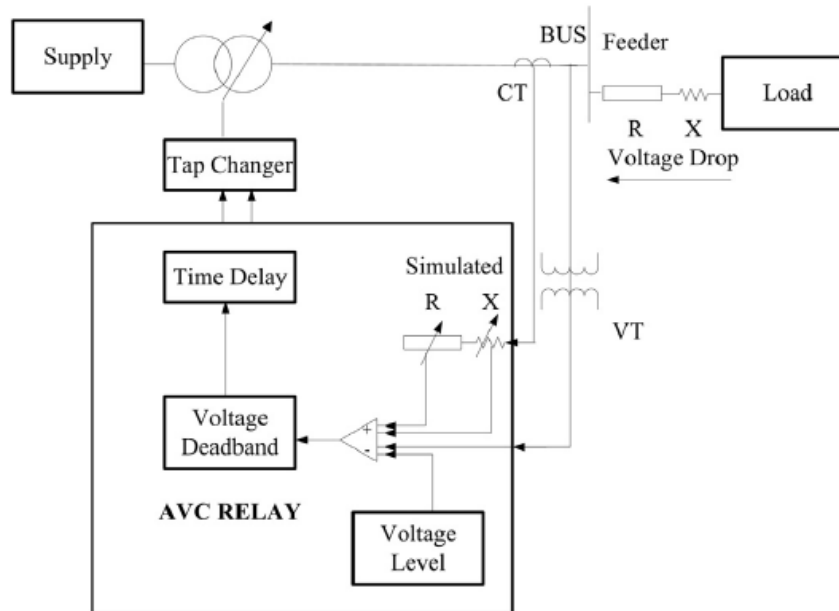 Supply
BUS
Feeder
CT
Load
R X
Voltage Drop
Tap Changer
Time Delay
Simulated
R X
VT
Voltage
Deadband
+
-
AVC RELAY
Voltage
Level